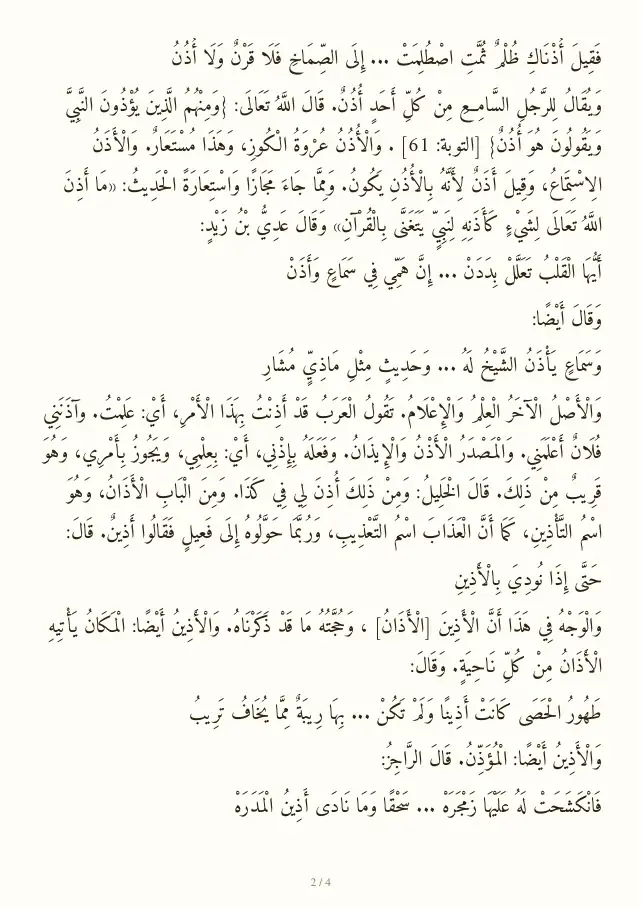 فَقِيلَ أُذْنَاكِ ظُلْمٌ ثُمَّتِ اصْطُلِمَتْ ... إِلَى الصِّمَاخِ فَلَا قَرْنٌ وَلَا أُذُنُ
وَيُقَالُ لِلرَّجُلِ السَّامِعِ مِنْ كُلِّ أَحَدٍ أُذُنٌ. قَالَ اللَّهُ تَعَالَى: {وَمِنْهُمُ الَّذِينَ يُؤْذُونَ النَّبِيَّ
وَيَقُولُونَ هُوَ أُذُنٌ} [التوبة: 61] . وَالْأُذُنُ عُرْوَةُ الْكُوزِ، وَهَذَا مُسْتَعَارٌ. وَالْأَذَنُ
الِاسْتِمَاعُ، وَقِيلَ أَذَنٌ لِأَنَّهُ بِالْأُذُنِ يَكُونُ. وَمِمَّا جَاءَ مَجَازًا وَاسْتِعَارَةً الْحَدِيثُ: «مَا أَذِنَ
اللَّهُ تَعَالَى لِشَيْءٍ كَأَذَنِهِ لِنَبِيٍّ يَتَغَنَّى بِالْقُرْآنِ» وَقَالَ عَدِيُّ بْنُ زَيْدٍ:
أَيُّهَا الْقَلْبُ تَعَلَّلْ بِدَدَنْ ... إِنَّ هَمِّي فِي سَمَاعٍ وَأَذَنْ
وَقَالَ أَيْضًا:
وَسَمَاعٍ يَأْذَنُ الشَّيْخُ لَهُ ... وَحَدِيثٍ مِثْلِ مَاذِيٍّ مُشَارِ
وَالْأَصْلُ الْآخَرُ الْعِلْمُ وَالْإِعْلَامُ. تَقُولُ الْعَرَبُ قَدْ أَذِنْتُ بِهَذَا الْأَمْرِ، أَيْ: عَلِمْتُ. وَآذَنَنِي
فُلَانٌ أَعْلَمَنِي. وَالْمَصْدَرُ الْأَذْنُ وَالْإِيذَانُ. وَفَعَلَهُ بِإِذْنِي، أَيْ: بِعِلْمِي، وَيَجُوزُ بِأَمْرِي، وَهُوَ
قَرِيبٌ مِنْ ذَلِكَ. قَالَ الْخَلِيلُ: وَمِنْ ذَلِكَ أُذِنَ لِي فِي كَذَا. وَمِنَ الْبَابِ الْأَذَانُ، وَهُوَ
اسْمُ التَّأْذِينِ، كَمَا أَنَّ الْعَذَابَ اسْمُ التَّعْذِيبِ، وَرُبَّمَا حَوَّلُوهُ إِلَى فَعِيلٍ فَقَالُوا أَذِينٌ. قَالَ:
حَتَّى إِذَا نُودِيَ بِالْأَذِينِ
وَالْوَجْهُ فِي هَذَا أَنَّ الْأَذِينَ [الْأَذَانُ] ، وَحُجَّتُهُ مَا قَدْ ذَكَرْنَاهُ. وَالْأَذِينُ أَيْضًا: الْمَكَانُ يَأْتِيهِ
الْأَذَانُ مِنْ كُلِّ نَاحِيَةٍ. وَقَالَ:
طَهُورُ الْحَصَى كَانَتْ أَذِينًا وَلَمْ تَكُنْ ... بِهَا رِيبَةٌ مِمَّا يُخَافُ تَرِيبُ
وَالْأَذِينُ أَيْضًا: الْمُؤَذِّنُ. قَالَ الرَّاجِزُ:
فَانْكَشَحَتْ لَهُ عَلَيْهَا زَمْجَرَهْ ... سَحْقًا وَمَا نَادَى أَذِينُ الْمَدَرَهْ
2 / 4